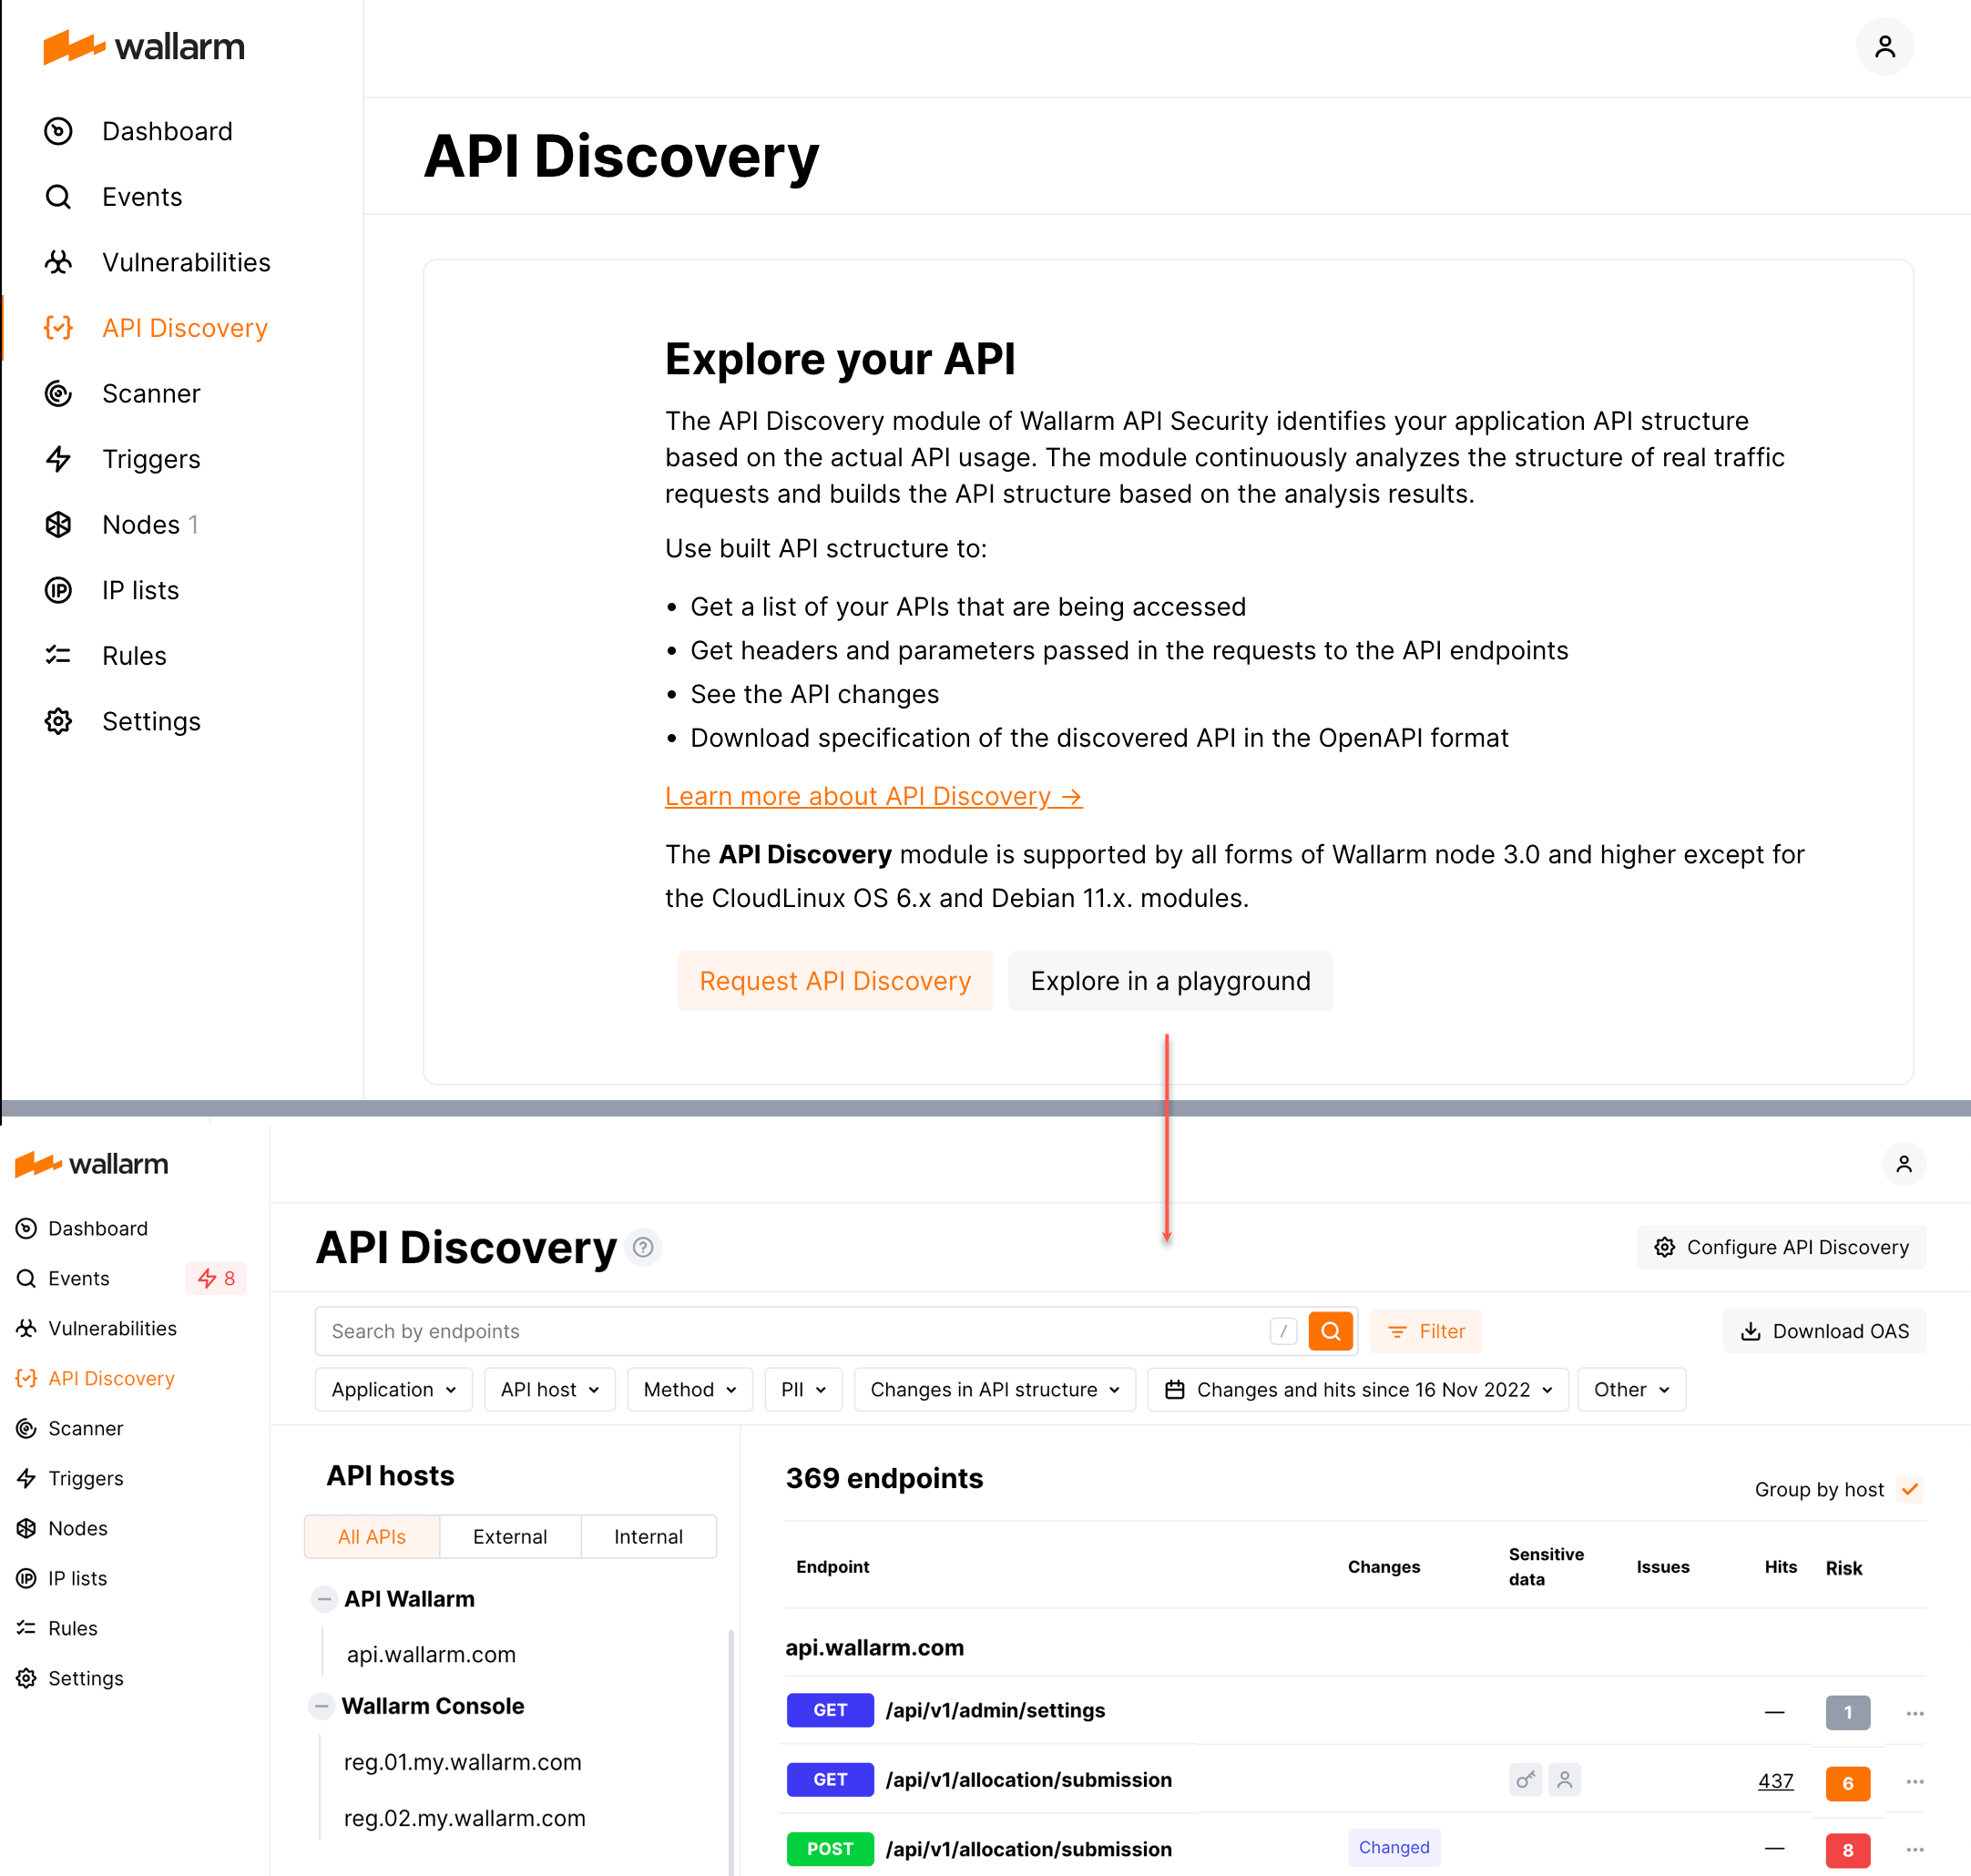 wallarm
Dashboard
Events
Vulnerabilities
API Discovery
Scanner
Triggers
Nodes 1
IP lists
Rules
Settings
API Discovery
Explore your API
The API Discovery module of Wallarm API Security identifies your application API structure
based on the actual API usage. The module continuously analyzes the structure of real traffic
requests and builds the API structure based on the analysis results.
Use built API sctructure to:
• Get a list of your APIs that are being accessed
• Get headers and parameters passed in the requests to the API endpoints
• See the API changes
• Download specification of the discovered API in the OpenAPI format
Learn more about API Discovery →
The API Discovery module is supported by all forms of Wallarm node 3.0 and higher except for
the CloudLinux OS 6.x and Debian 11.x. modules.
Request API Discovery
Explore in a playground
wallarm
Dashboard
Events 8
Vulnerabilities
API Discovery
Scanner
Triggers
Nodes
IP lists
Rules
Settings
API Discovery ?
Configure API Discovery
Search by endpoints /
Filter
Download OAS
Application
API host
Method
PII
Changes in API structure
Changes and hits since 16 Nov 2022
Other
API hosts
All APIs External Internal
API Wallarm
api.wallarm.com
Wallarm Console
reg.01.my.wallarm.com
reg.02.my.wallarm.com
369 endpoints
Group by host
Endpoint Changes Sensitive data Issues Hits Risk
api.wallarm.com
GET /api/v1/admin/settings — 1 ...
GET /api/v1/allocation/submission 437 6 ...
POST /api/v1/allocation/submission Changed — 8 ...